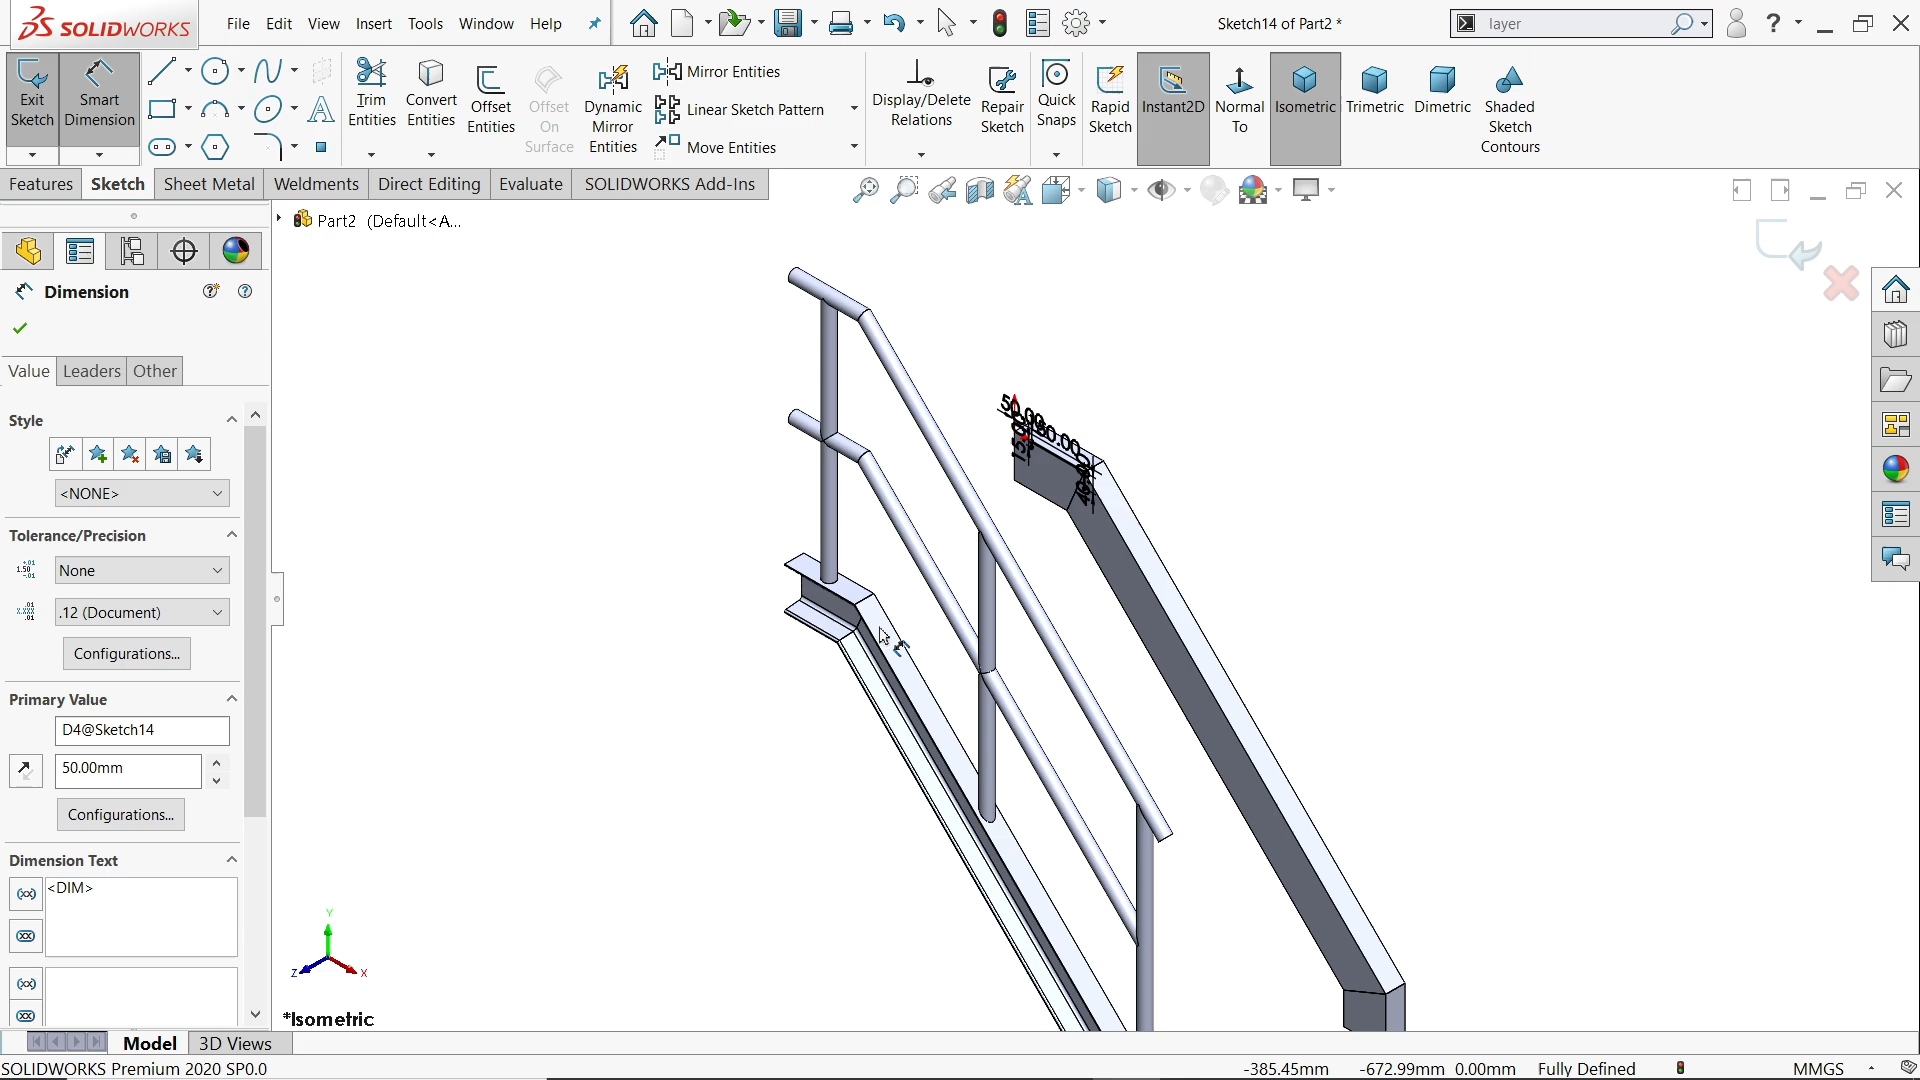 SOLIDWORKS
File Edit View Insert Tools Window Help
Sketch14 of Part2 *
layer
?
Exit Sketch
Smart Dimension
Trim Entities
Convert Entities
Offset Entities
Offset On Surface
Dynamic Mirror Entities
Mirror Entities
Linear Sketch Pattern
Move Entities
Display/Delete Relations
Repair Sketch
Quick Snaps
Rapid Sketch
Instant2D
Normal To
Isometric
Trimetric
Dimetric
Shaded Sketch Contours
Features Sketch Sheet Metal Weldments Direct Editing Evaluate SOLIDWORKS Add-Ins
Part2 (Default<A...
Dimension
Value Leaders Other
Style
<NONE>
Tolerance/Precision
None
.12 (Document)
Configurations...
Primary Value
D4@Sketch14
50.00mm
Configurations...
Dimension Text
<DIM>
Y
Z
X
*Isometric
Model 3D Views
SOLIDWORKS Premium 2020 SP0.0
-385.45mm -672.99mm 0.00mm Fully Defined MMGS